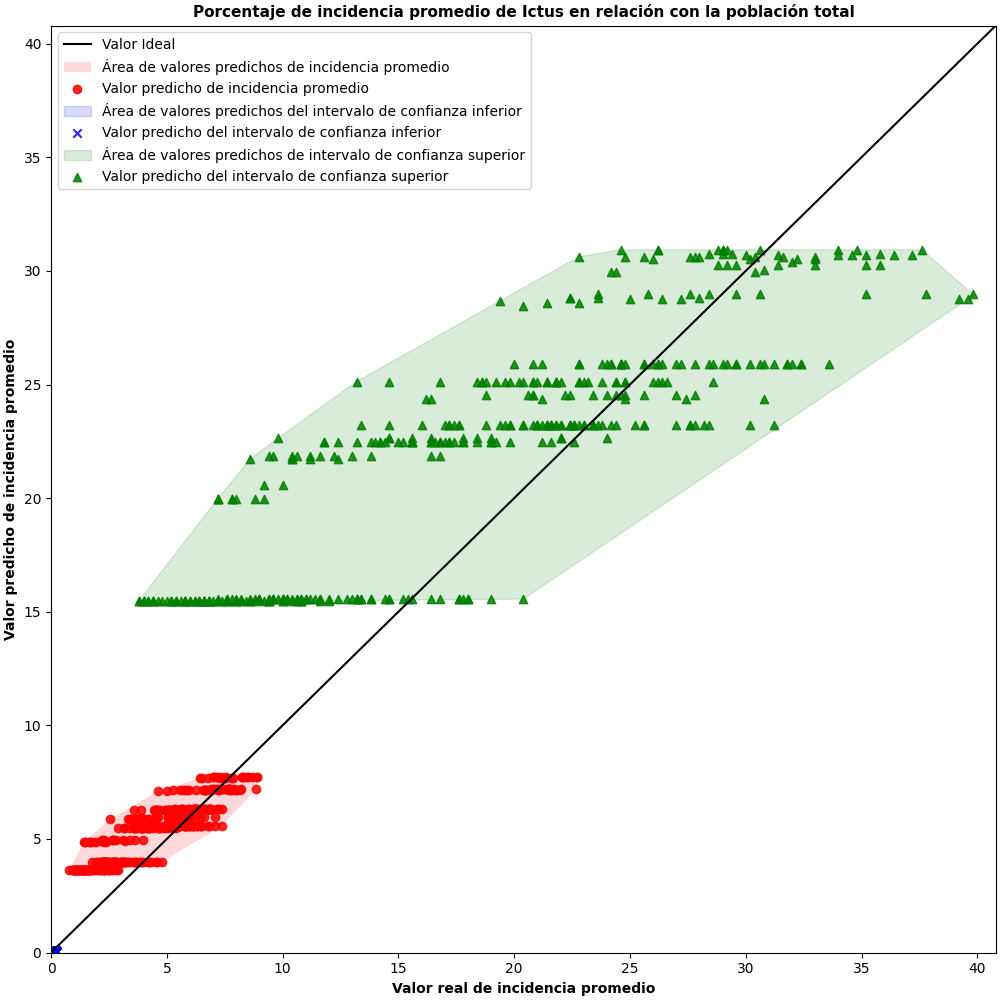 Porcentaje de incidencia promedio de Ictus en relación con la población total
Valor Ideal
Área de valores predichos de incidencia promedio
Valor predicho de incidencia promedio
Área de valores predichos del intervalo de confianza inferior
Valor predicho del intervalo de confianza inferior
Área de valores predichos de intervalo de confianza superior
Valor predicho del intervalo de confianza superior
Valor predicho de incidencia promedio
40
35
30
25
20
15
10
5
0
0 5 10 15 20 25 30 35 40
Valor real de incidencia promedio